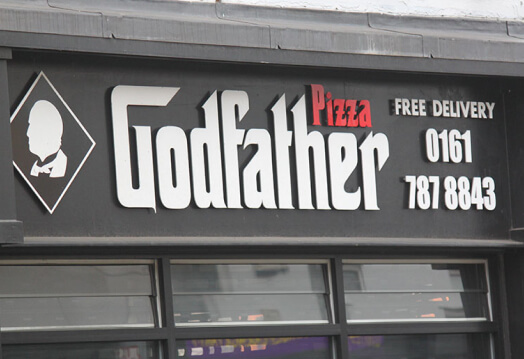 Godfather
Pizza
FREE DELIVERY
0161
787 8843